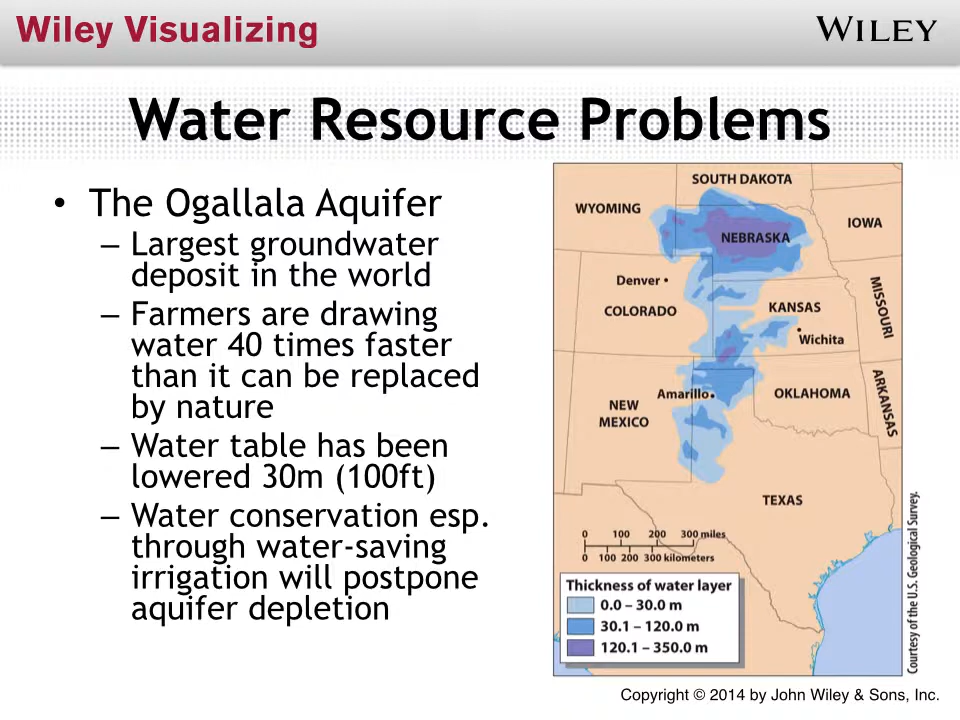 Wiley Visualizing
WILEY
Water Resource Problems
• The Ogallala Aquifer
– Largest groundwater
deposit in the world
– Farmers are drawing
water 40 times faster
than it can be replaced
by nature
– Water table has been
lowered 30m (100ft)
– Water conservation esp.
through water-saving
irrigation will postpone
aquifer depletion
SOUTH DAKOTA
WYOMING
IOWA
NEBRASKA
Denver
COLORADO
KANSAS
MISSOURI
Wichita
Amarillo
OKLAHOMA
ARKANSAS
NEW
MEXICO
TEXAS
0 100 200 300 miles
0 100 200 300 kilometers
Thickness of water layer
0.0 – 30.0 m
30.1 – 120.0 m
120.1 – 350.0 m
Courtesy of the U.S. Geological Survey.
Copyright © 2014 by John Wiley & Sons, Inc.